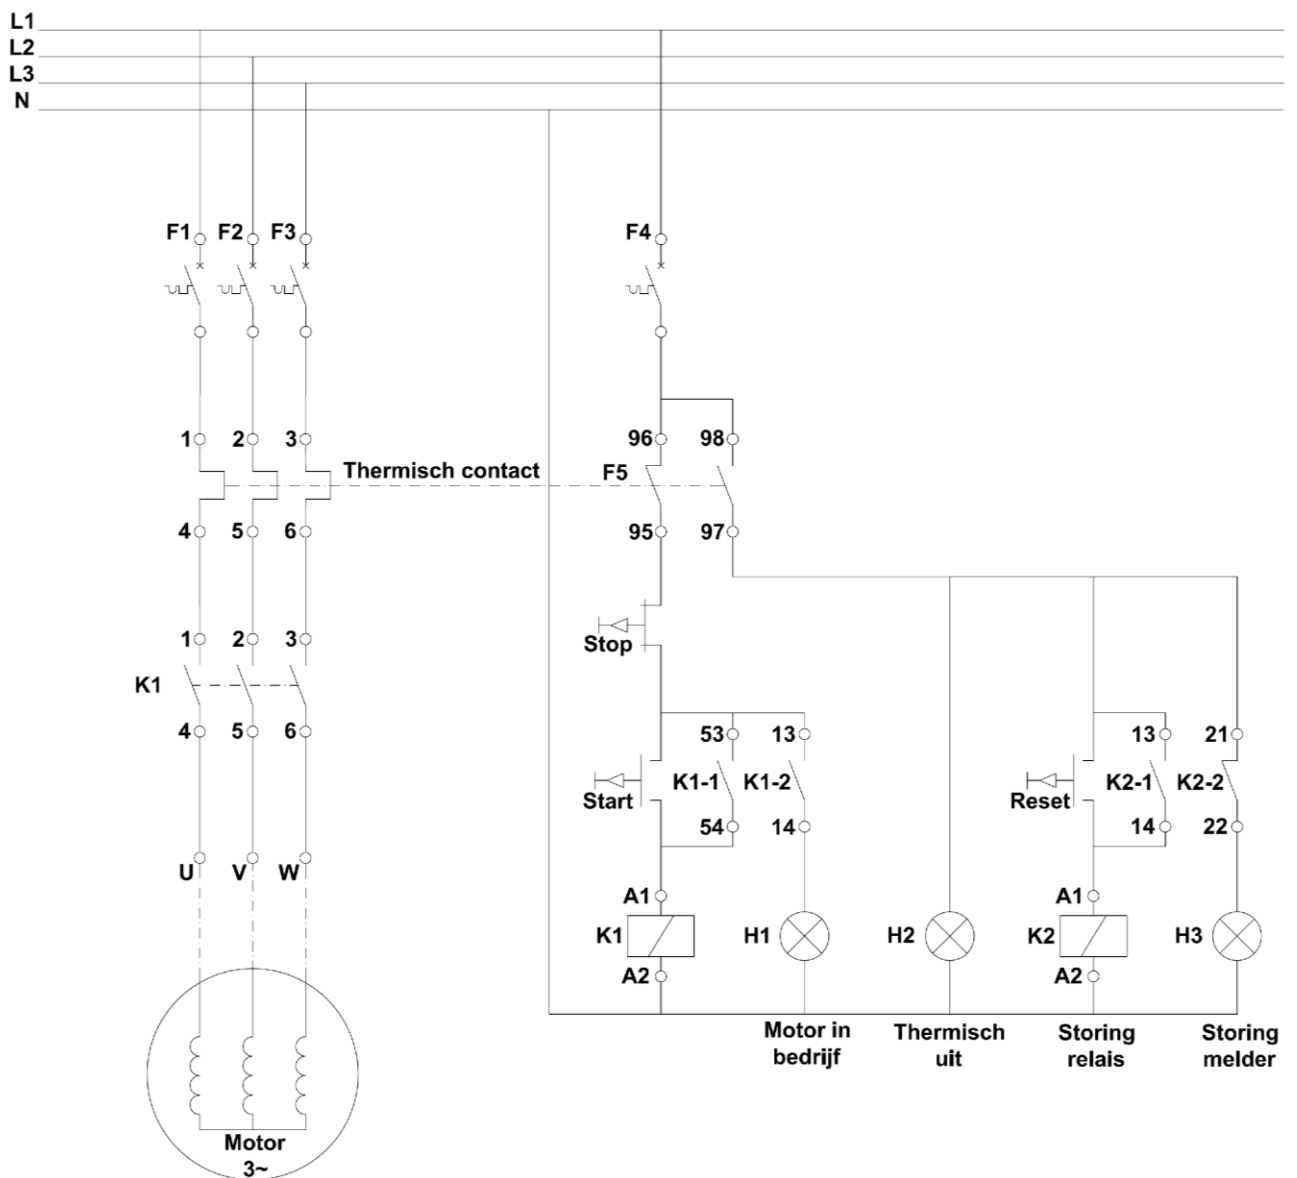 L1
L2
L3
N
F1 F2 F3 F4
1 2 3 96 98
Thermisch contact F5
4 5 6 95 97
Stop
1 2 3
K1
4 5 6
53 13 13 21
Start K1-1 K1-2 Reset K2-1 K2-2
54 14 14 22
U V W
A1 A1
K1 H1 H2 K2 H3
A2 A2
Motor in
bedrijf
Thermisch
uit
Storing
relais
Storing
melder
Motor
3~